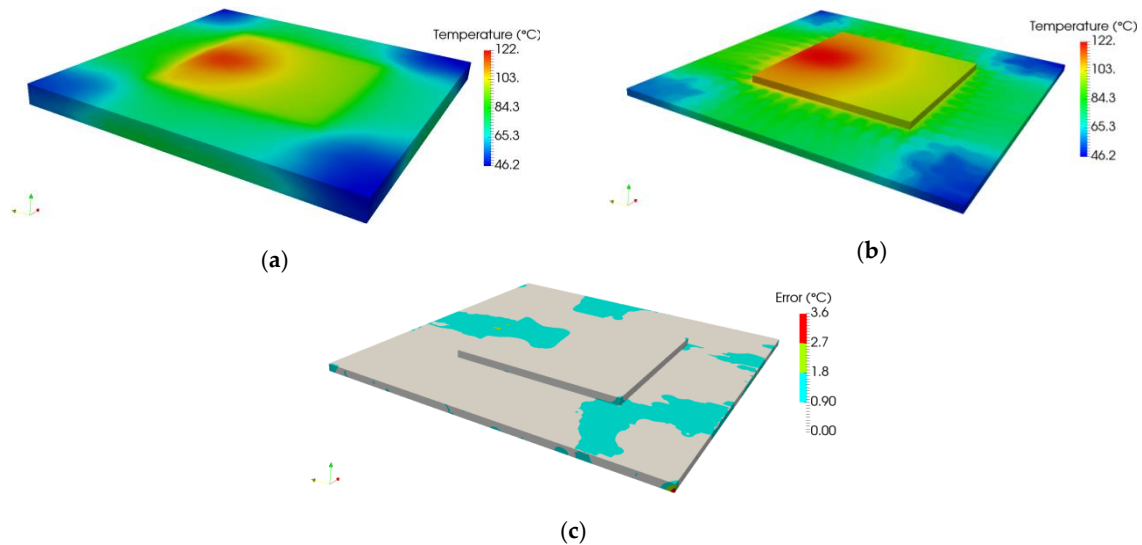 Temperature (°C)
122.
103.
84.3
65.3
46.2
(a)
Temperature (°C)
122.
103.
84.3
65.3
46.2
(b)
Error (°C)
3.6
2.7
1.8
0.90
0.00
(c)